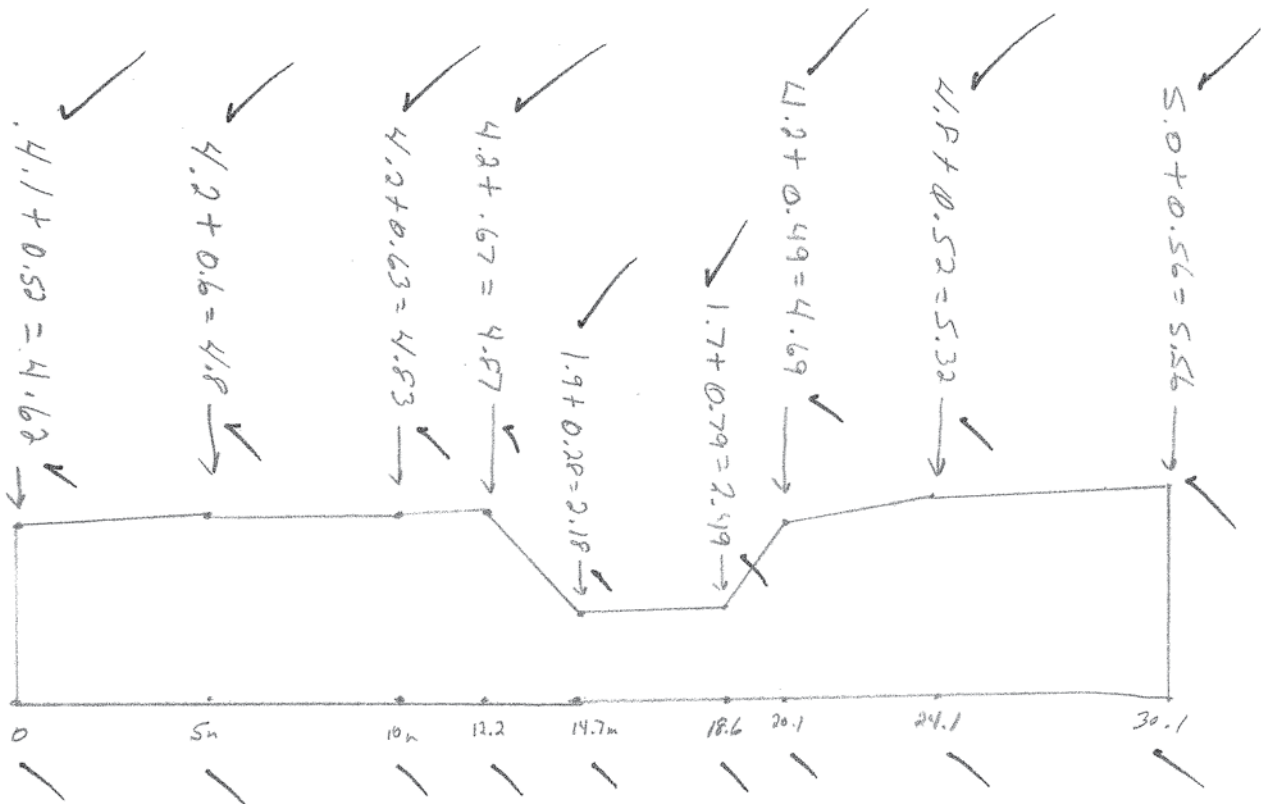 4.1 + 0.52 = 4.62
4.2 + 0.6 = 4.8
4.2 + 0.63 = 4.83
4.2 + .67 = 4.87
1.9 + 0.28 = 2.18
1.7 + 0.79 = 2.49
4.2 + 0.49 = 4.69
4.8 + 0.52 = 5.32
5.0 + 0.56 = 5.56
0 5m 10m 12.2 14.7m 18.6 20.1 24.1 30.1